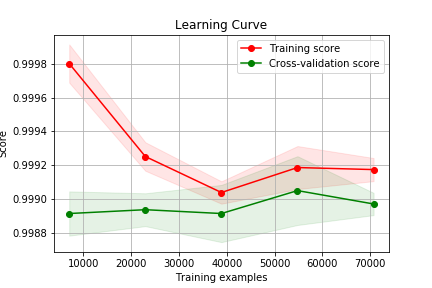 Learning Curve
Training score
Cross-validation score
0.9998
0.9996
0.9994
0.9992
0.9990
0.9988
Score
10000 20000 30000 40000 50000 60000 70000
Training examples